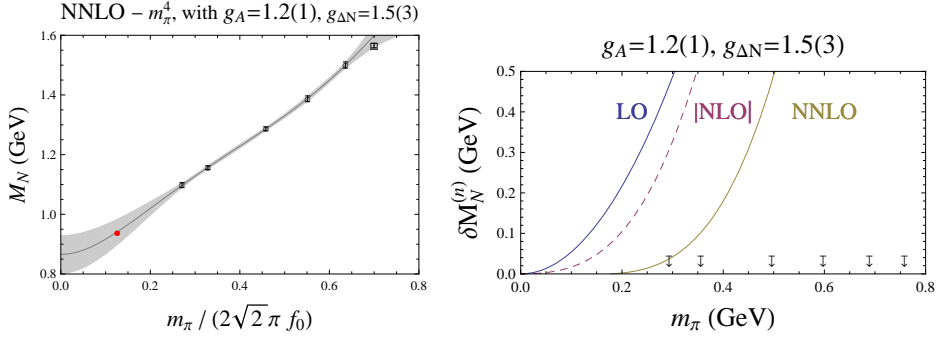 NNLO – m_π^4, with g_A=1.2(1), g_ΔN=1.5(3)
M_N (GeV)
1.6
1.4
1.2
1.0
0.8
0.0 0.2 0.4 0.6 0.8
m_π / (2√2 π f_0)
g_A=1.2(1), g_ΔN=1.5(3)
δM_N^(n) (GeV)
0.5
LO |NLO| NNLO
0.4
0.3
0.2
0.1
0.0
0.0 0.2 0.4 0.6 0.8
m_π (GeV)